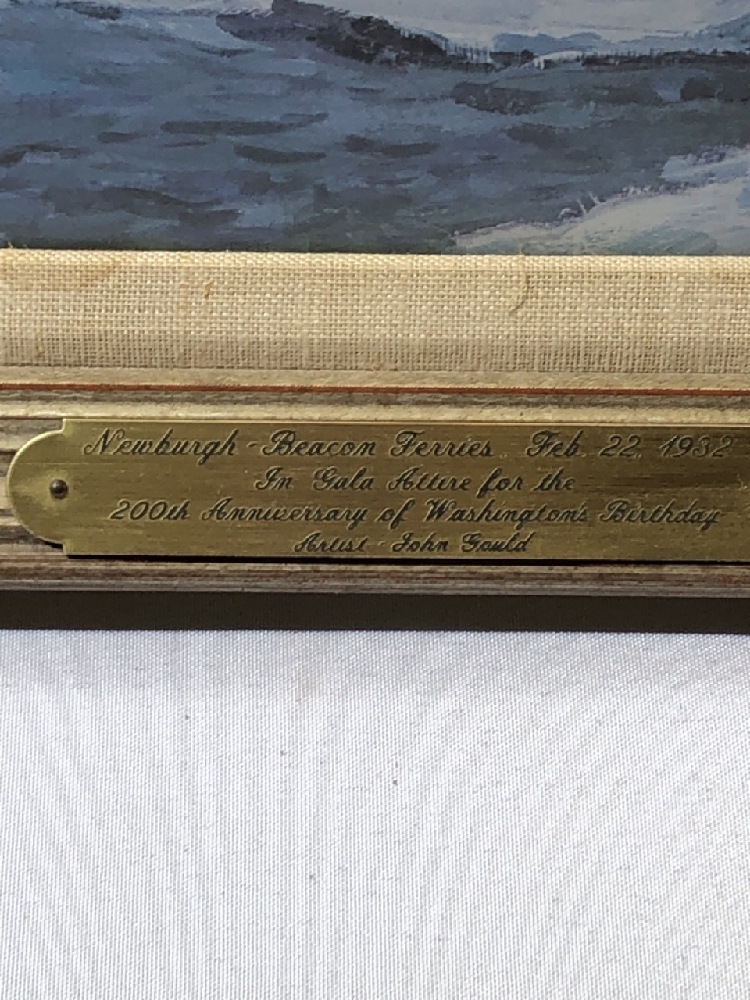 Newburgh-Beacon Ferries. Feb. 22, 1932
In Gala Attire for the
200th Anniversary of Washington's Birthday
Artist - John Gould